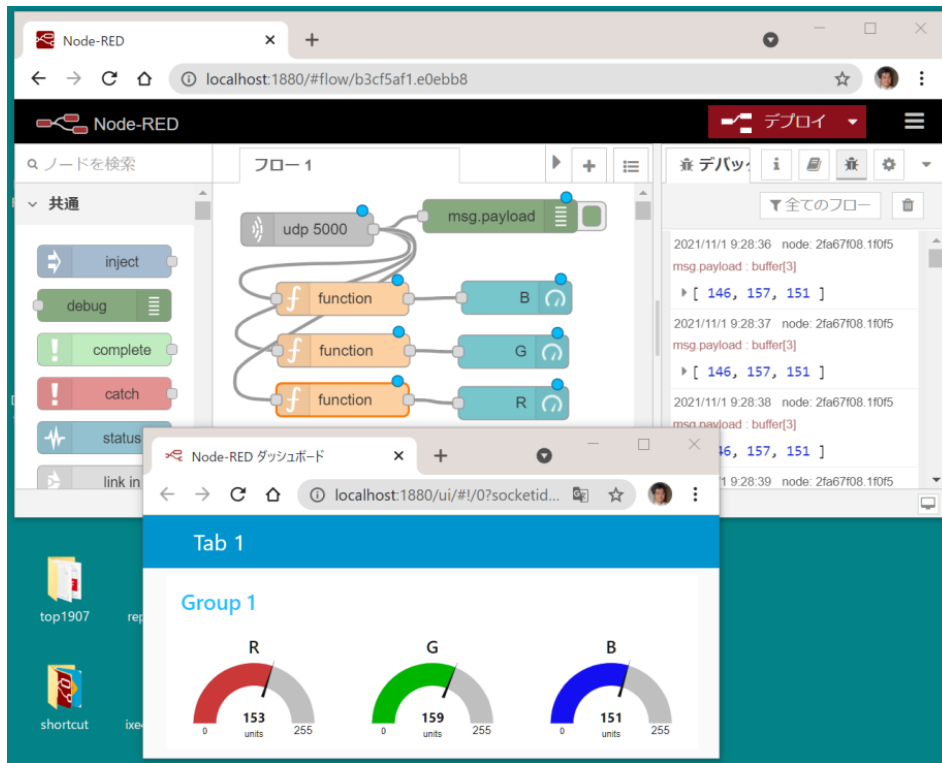 Node-RED
localhost:1880/#flow/b3cf5af1.e0ebb8
Node-RED
デプロイ
ノードを検索
フロー 1
デバッグ
i
共通
全てのフロー
inject
debug
complete
catch
status
link in
udp 5000
msg.payload
function
B
function
G
function
R
2021/11/1 9:28:36 node: 2fa67f08.1f0f5
msg.payload : buffer[3]
[ 146, 157, 151 ]
2021/11/1 9:28:37 node: 2fa67f08.1f0f5
msg.payload : buffer[3]
[ 146, 157, 151 ]
2021/11/1 9:28:38 node: 2fa67f08.1f0f5
msg.payload : buffer[3]
46, 157, 151 ]
/1 9:28:39 node: 2fa67f08.1f0f5
Node-RED ダッシュボード
localhost:1880/ui/#!/0?socketid...
Tab 1
Group 1
R
153
units
0
255
G
159
units
0
255
B
151
units
0
255
top1907
rep
shortcut